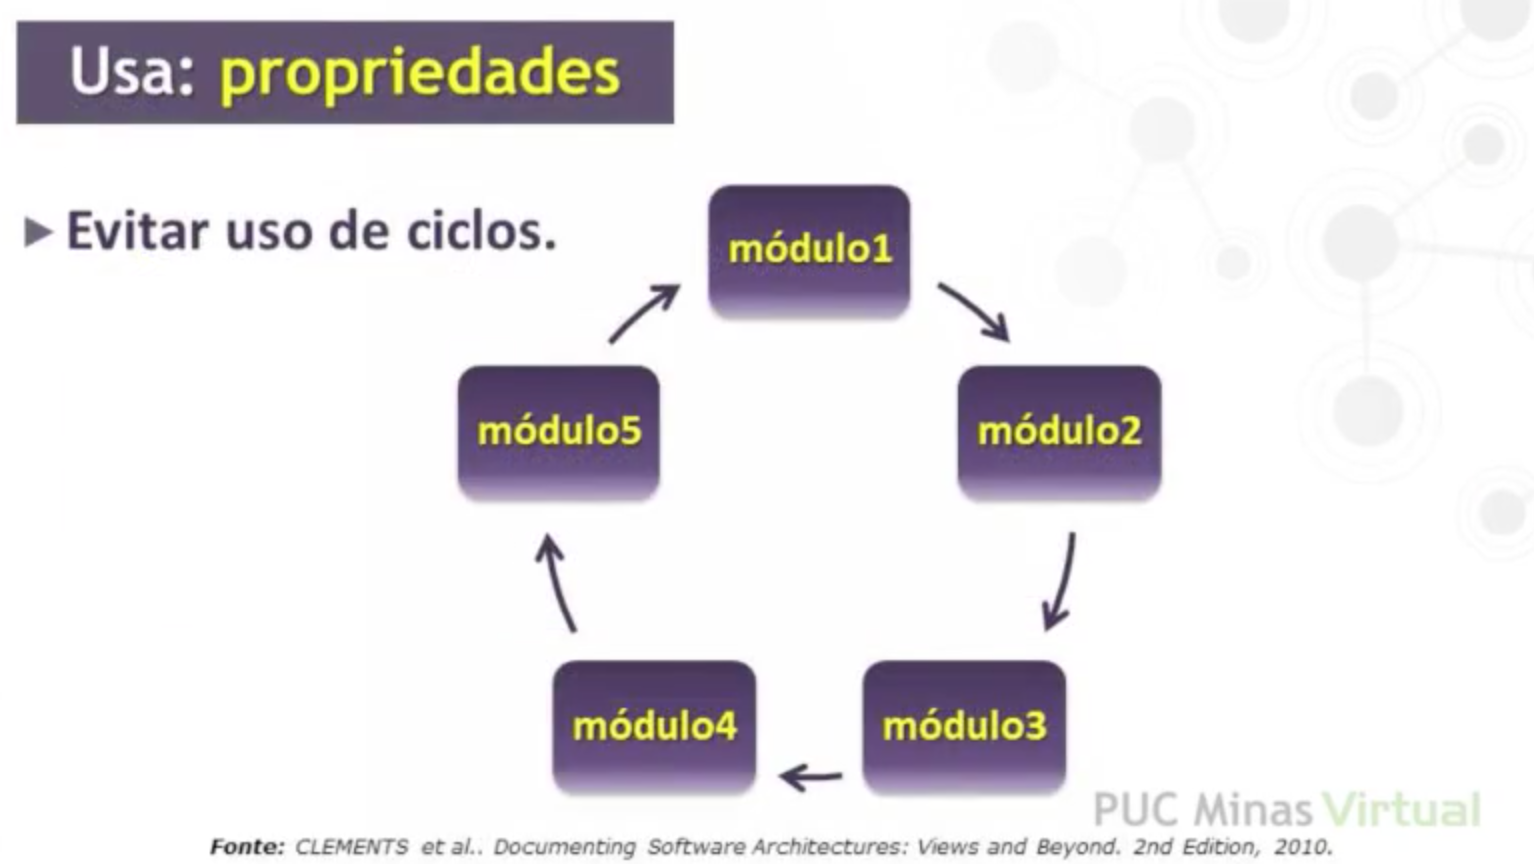 Usa: propriedades
Evitar uso de ciclos.
módulo1
módulo5
módulo2
módulo4
módulo3
PUC Minas Virtual
Fonte: CLEMENTS et al.. Documenting Software Architectures: Views and Beyond. 2nd Edition, 2010.